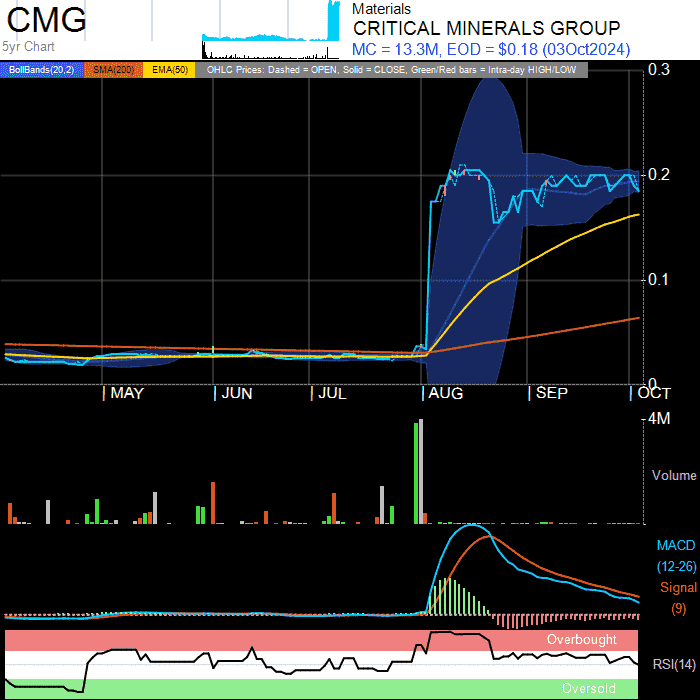 CMG
5yr Chart
Materials
CRITICAL MINERALS GROUP
MC = 13.3M, EOD = $0.18 (03Oct2024)
BollBands(20,2) SMA(200) EMA(50) OHLC Prices: Dashed = OPEN, Solid = CLOSE, Green/Red bars = Intra-day HIGH/LOW
0.3
0.2
0.1
0
MAY JUN JUL AUG SEP OCT
4M
Volume
MACD
(12-26)
Signal
(9)
Overbought
RSI(14)
Oversold